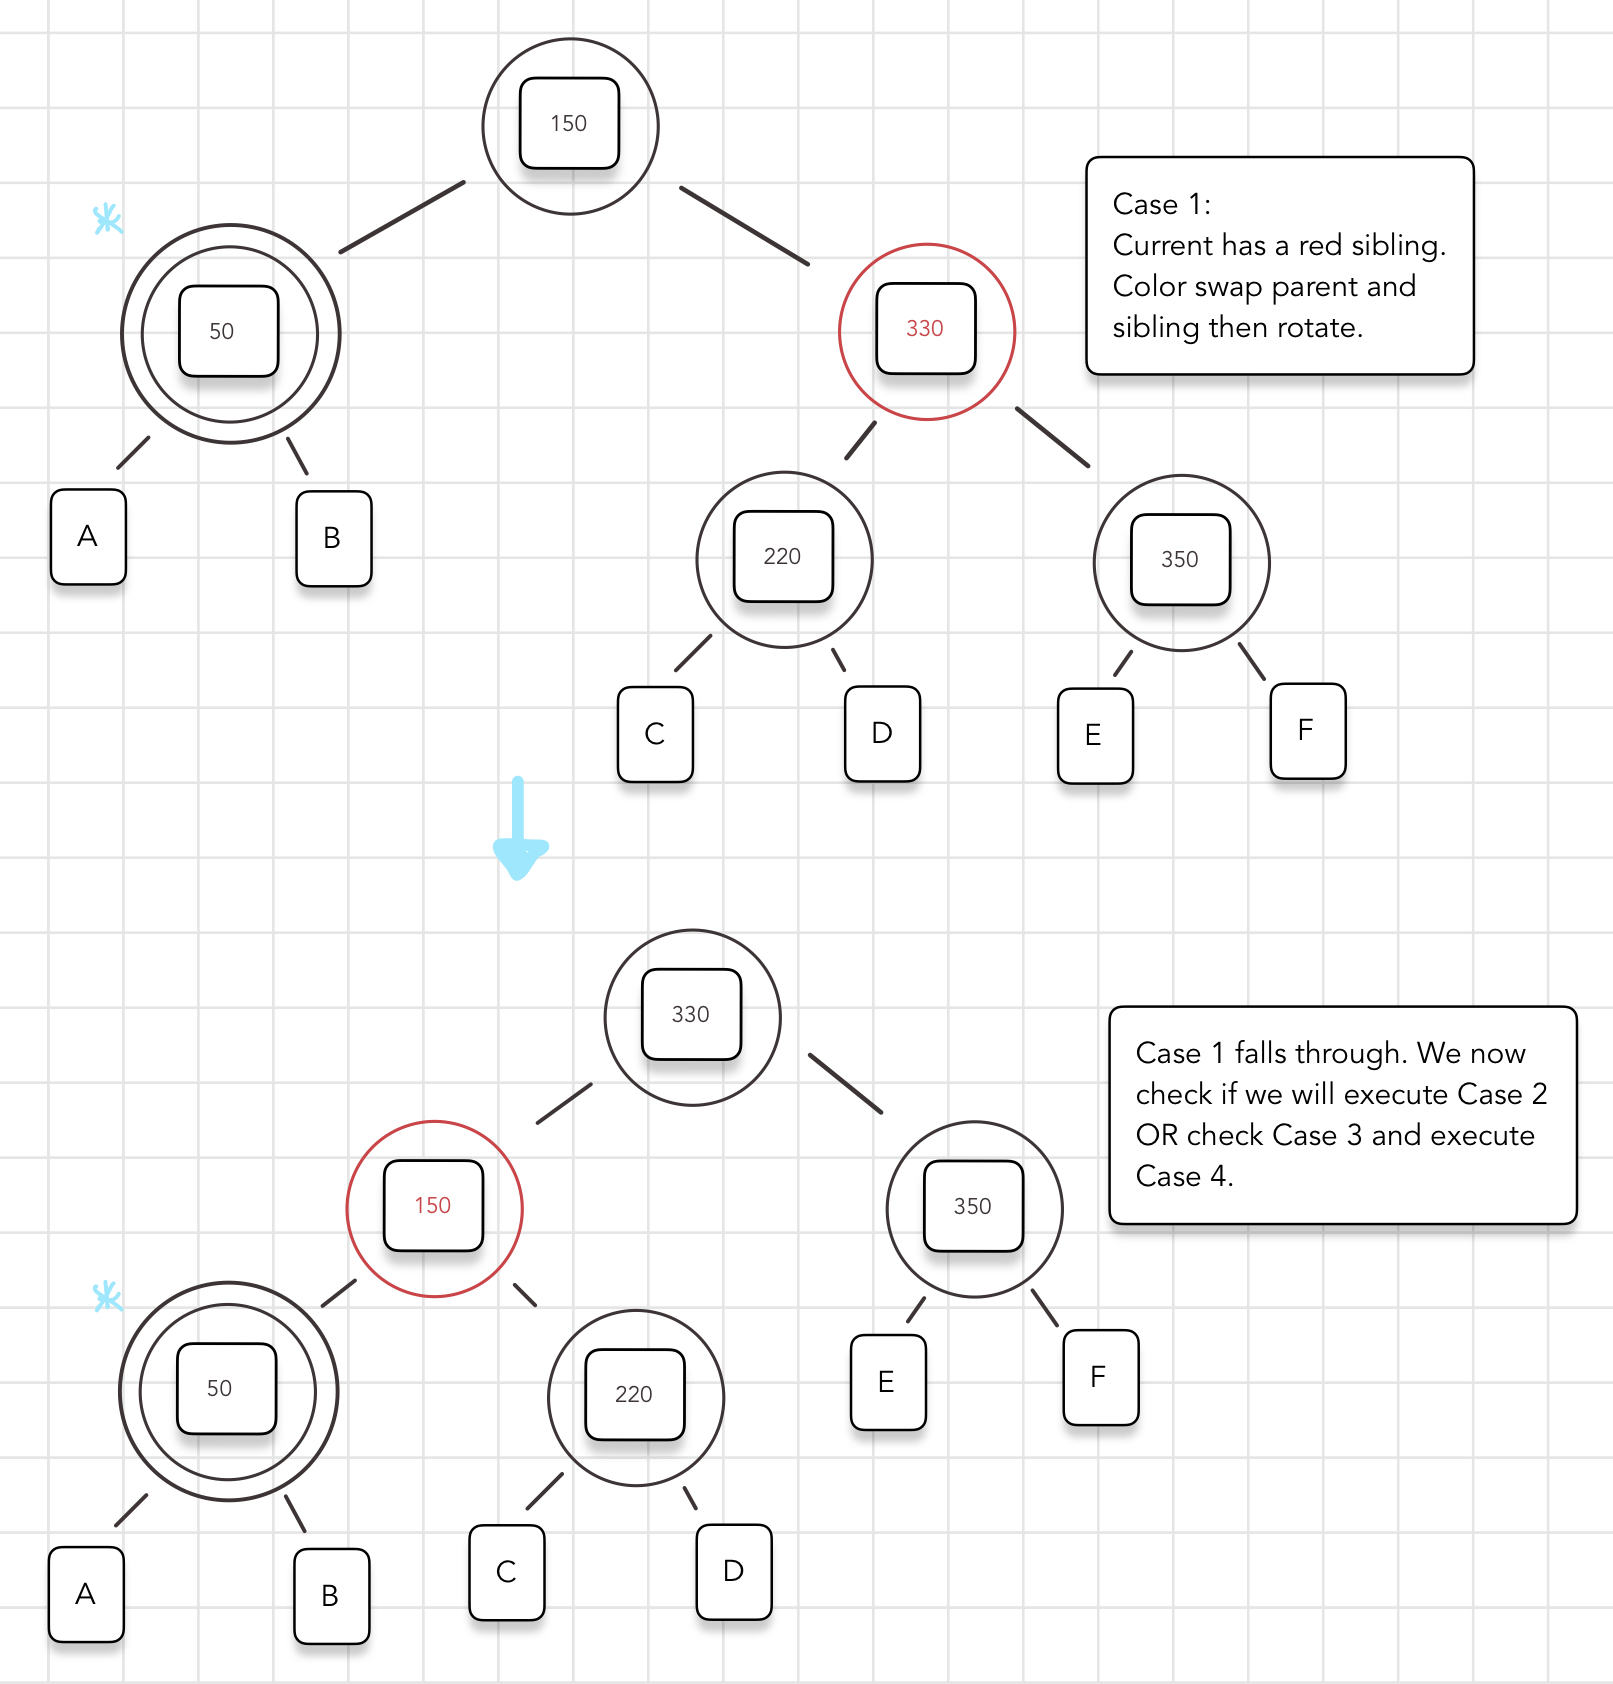 150
Case 1:
Current has a red sibling.
Color swap parent and
sibling then rotate.
50
330
A
B
220
350
C
D
E
F
330
Case 1 falls through. We now
check if we will execute Case 2
OR check Case 3 and execute
Case 4.
150
350
50
220
E
F
A
B
C
D